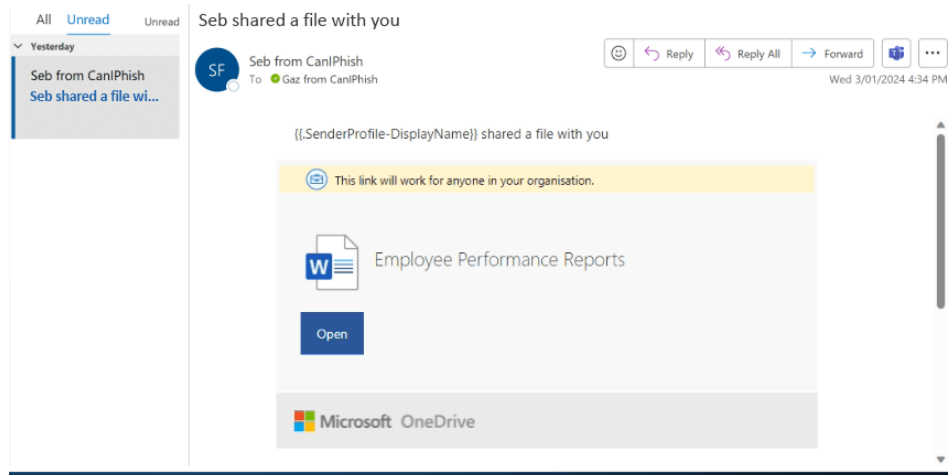 All Unread Unread
Yesterday
Seb from CanIPhish
Seb shared a file wi...
Seb shared a file with you
SF
Seb from CanIPhish
To Gaz from CanIPhish
Reply Reply All Forward
Wed 3/01/2024 4:34 PM
{{.SenderProfile-DisplayName}} shared a file with you
This link will work for anyone in your organisation.
W
Employee Performance Reports
Open
Microsoft OneDrive